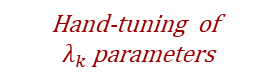 Hand-tuning of
λₖ parameters